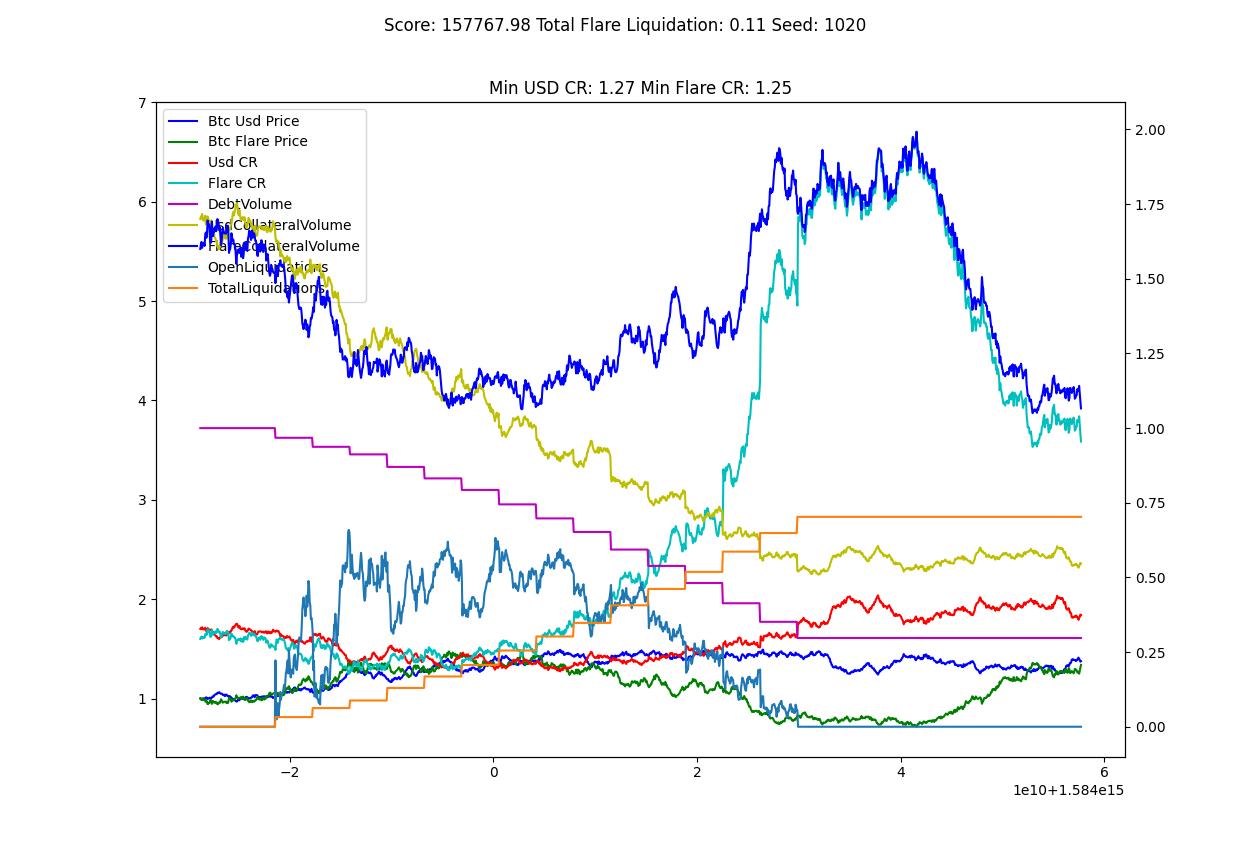 Score: 157767.98 Total Flare Liquidation: 0.11 Seed: 1020
Min USD CR: 1.27 Min Flare CR: 1.25
7
6
5
4
3
2
1
Btc Usd Price
Btc Flare Price
Usd CR
Flare CR
DebtVolume
UsdCollateralVolume
FlareCollateralVolume
OpenLiquidations
TotalLiquidations
2.00
1.75
1.50
1.25
1.00
0.75
0.50
0.25
0.00
−2 0 2 4 6
1e10+1.584e15